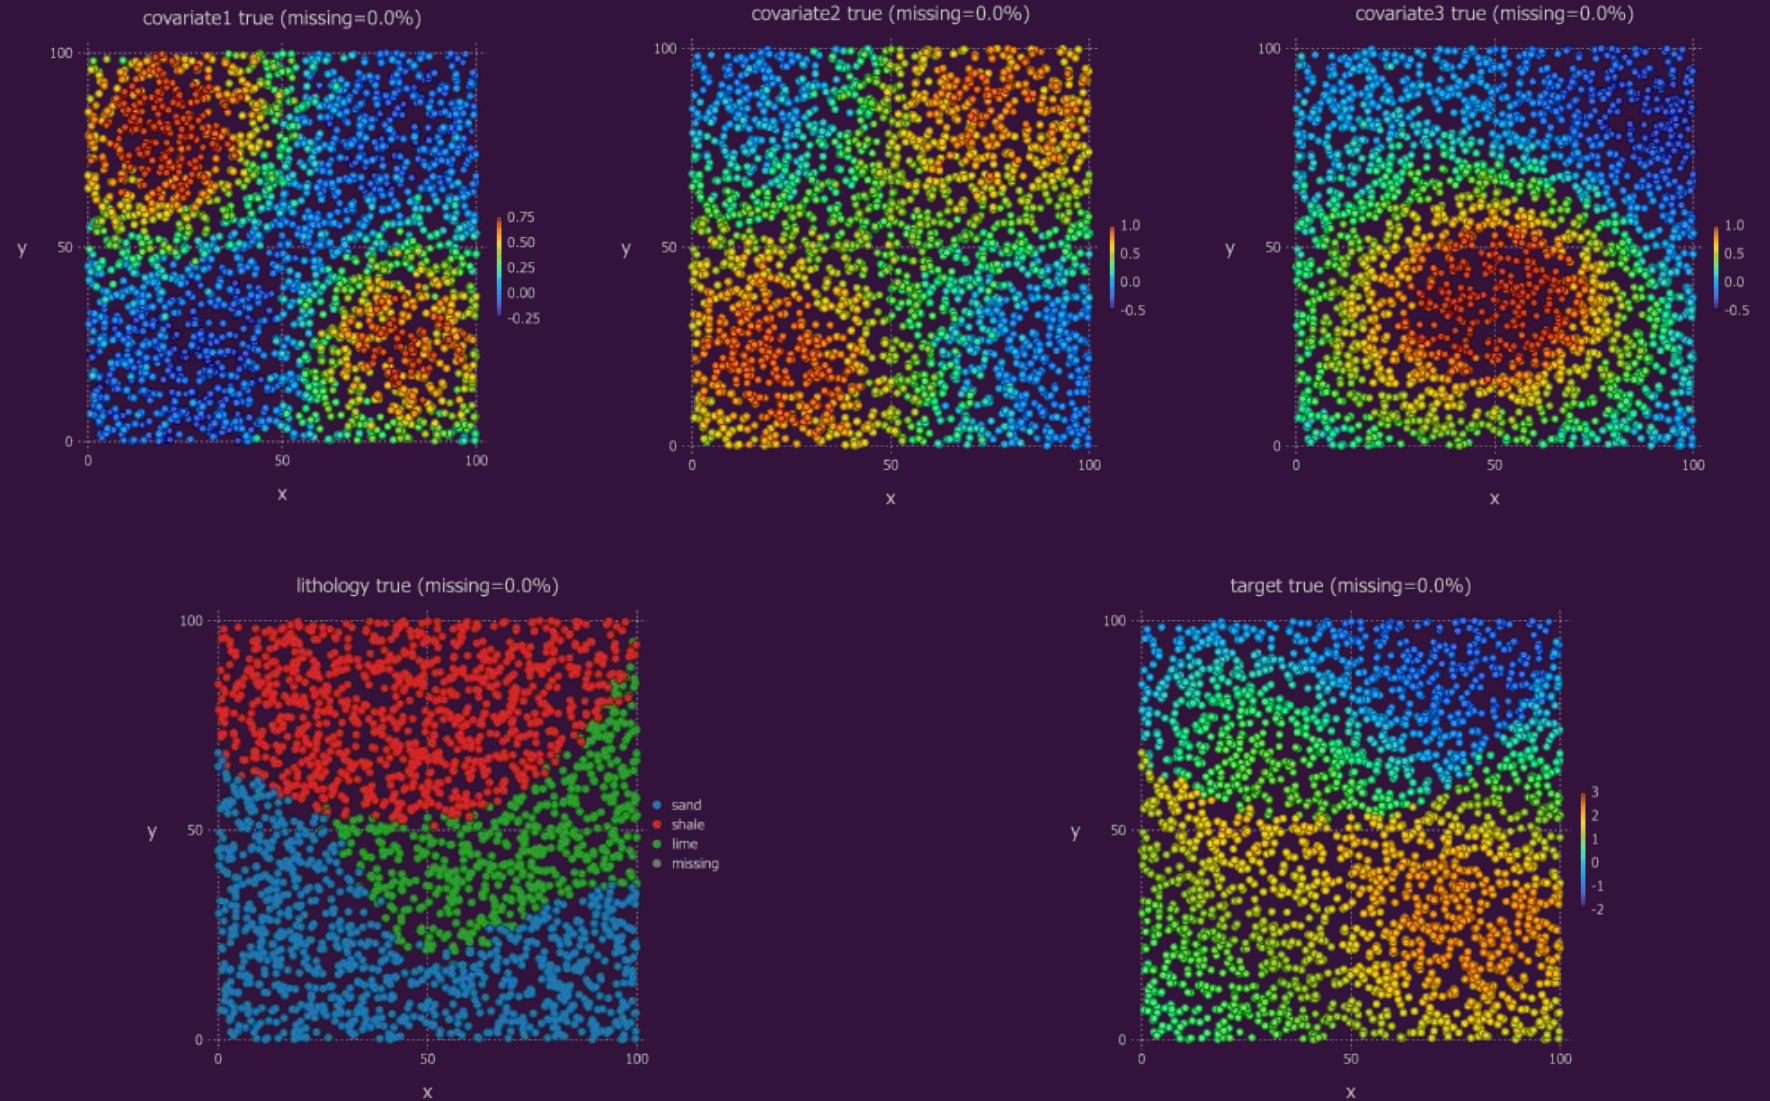 covariate1 true (missing=0.0%)
100
y
50
0
0
50
100
x
0.75
0.50
0.25
0.00
-0.25
covariate2 true (missing=0.0%)
100
y
50
0
0
50
100
x
1.0
0.5
0.0
-0.5
covariate3 true (missing=0.0%)
100
y
50
0
0
50
100
x
1.0
0.5
0.0
-0.5
lithology true (missing=0.0%)
100
y
50
0
0
50
100
x
sand
shale
lime
missing
target true (missing=0.0%)
100
y
50
0
0
50
100
x
3
2
1
0
-1
-2